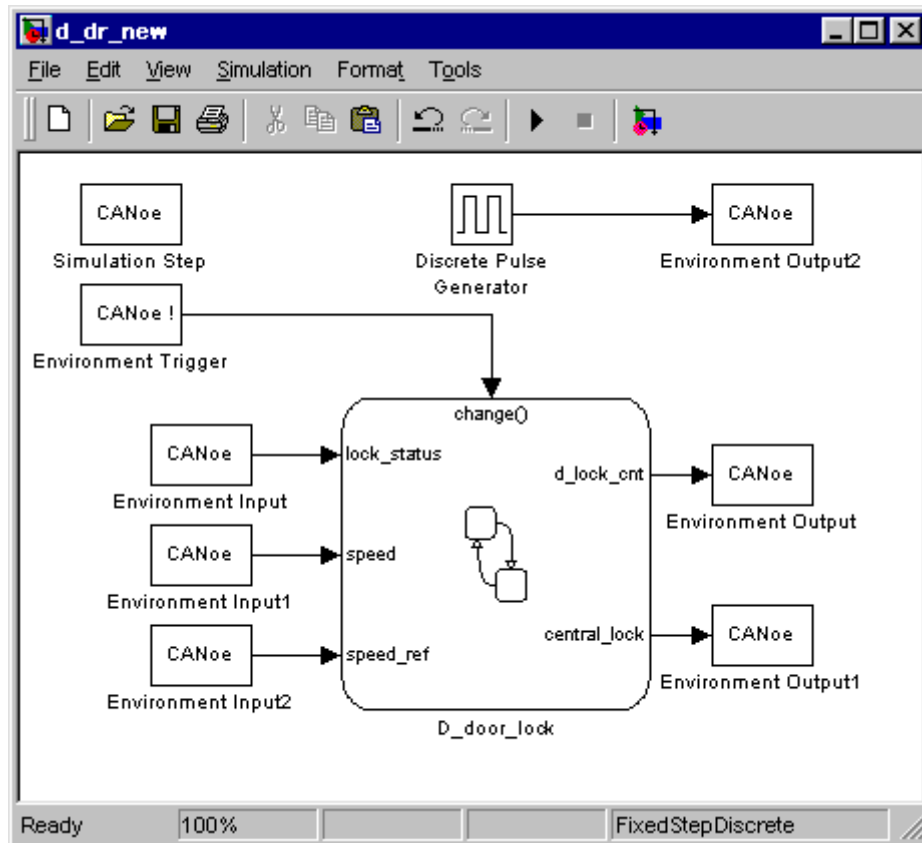 d_dr_new
File Edit View Simulation Format Tools
CANoe
Simulation Step
Discrete Pulse
Generator
CANoe
Environment Output2
CANoe !
Environment Trigger
change()
CANoe
Environment Input
lock_status
d_lock_cnt
CANoe
Environment Output
CANoe
Environment Input1
speed
CANoe
Environment Input2
speed_ref
central_lock
CANoe
Environment Output1
D_door_lock
Ready 100% FixedStepDiscrete